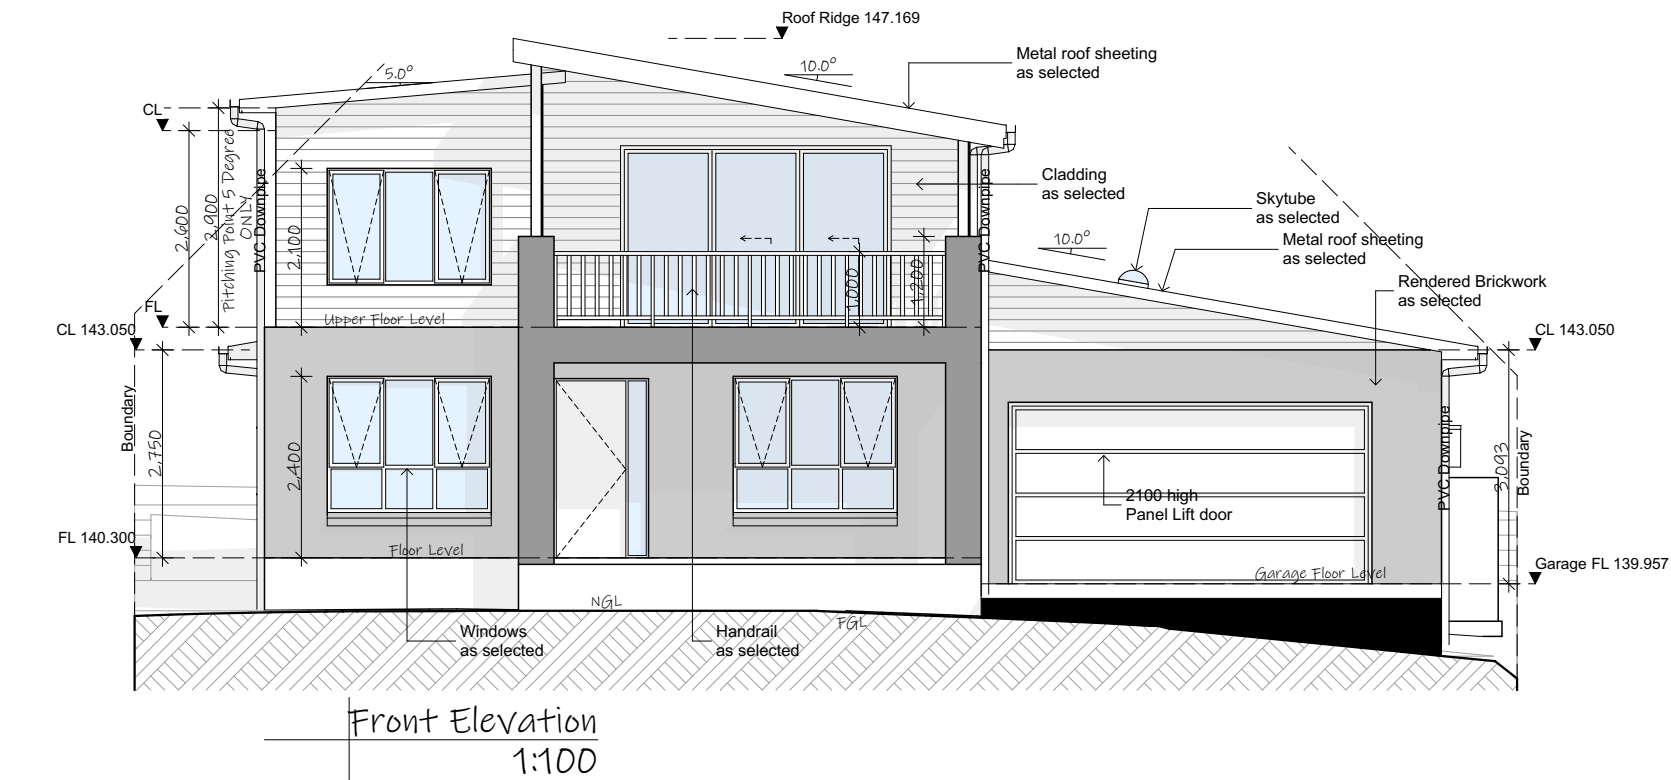 Roof Ridge 147.169
Metal roof sheeting
as selected
5.0°
10.0°
CL
Pitching Point 5 Degree
ONLY
PVC Downpipe
2,600
2,900
2,100
Cladding
as selected
PVC Downpipe
Skytube
as selected
10.0°
Metal roof sheeting
as selected
Rendered Brickwork
as selected
1,000
1,200
FL
Upper Floor Level
CL 143.050
CL 143.050
Boundary
2,750
2,400
PVC Downpipe
3,093
Boundary
2100 high
Panel Lift door
FL 140.300
Floor Level
Garage Floor Level
Garage FL 139.957
NGL
FGL
Windows
as selected
Handrail
as selected
Front Elevation
1:100